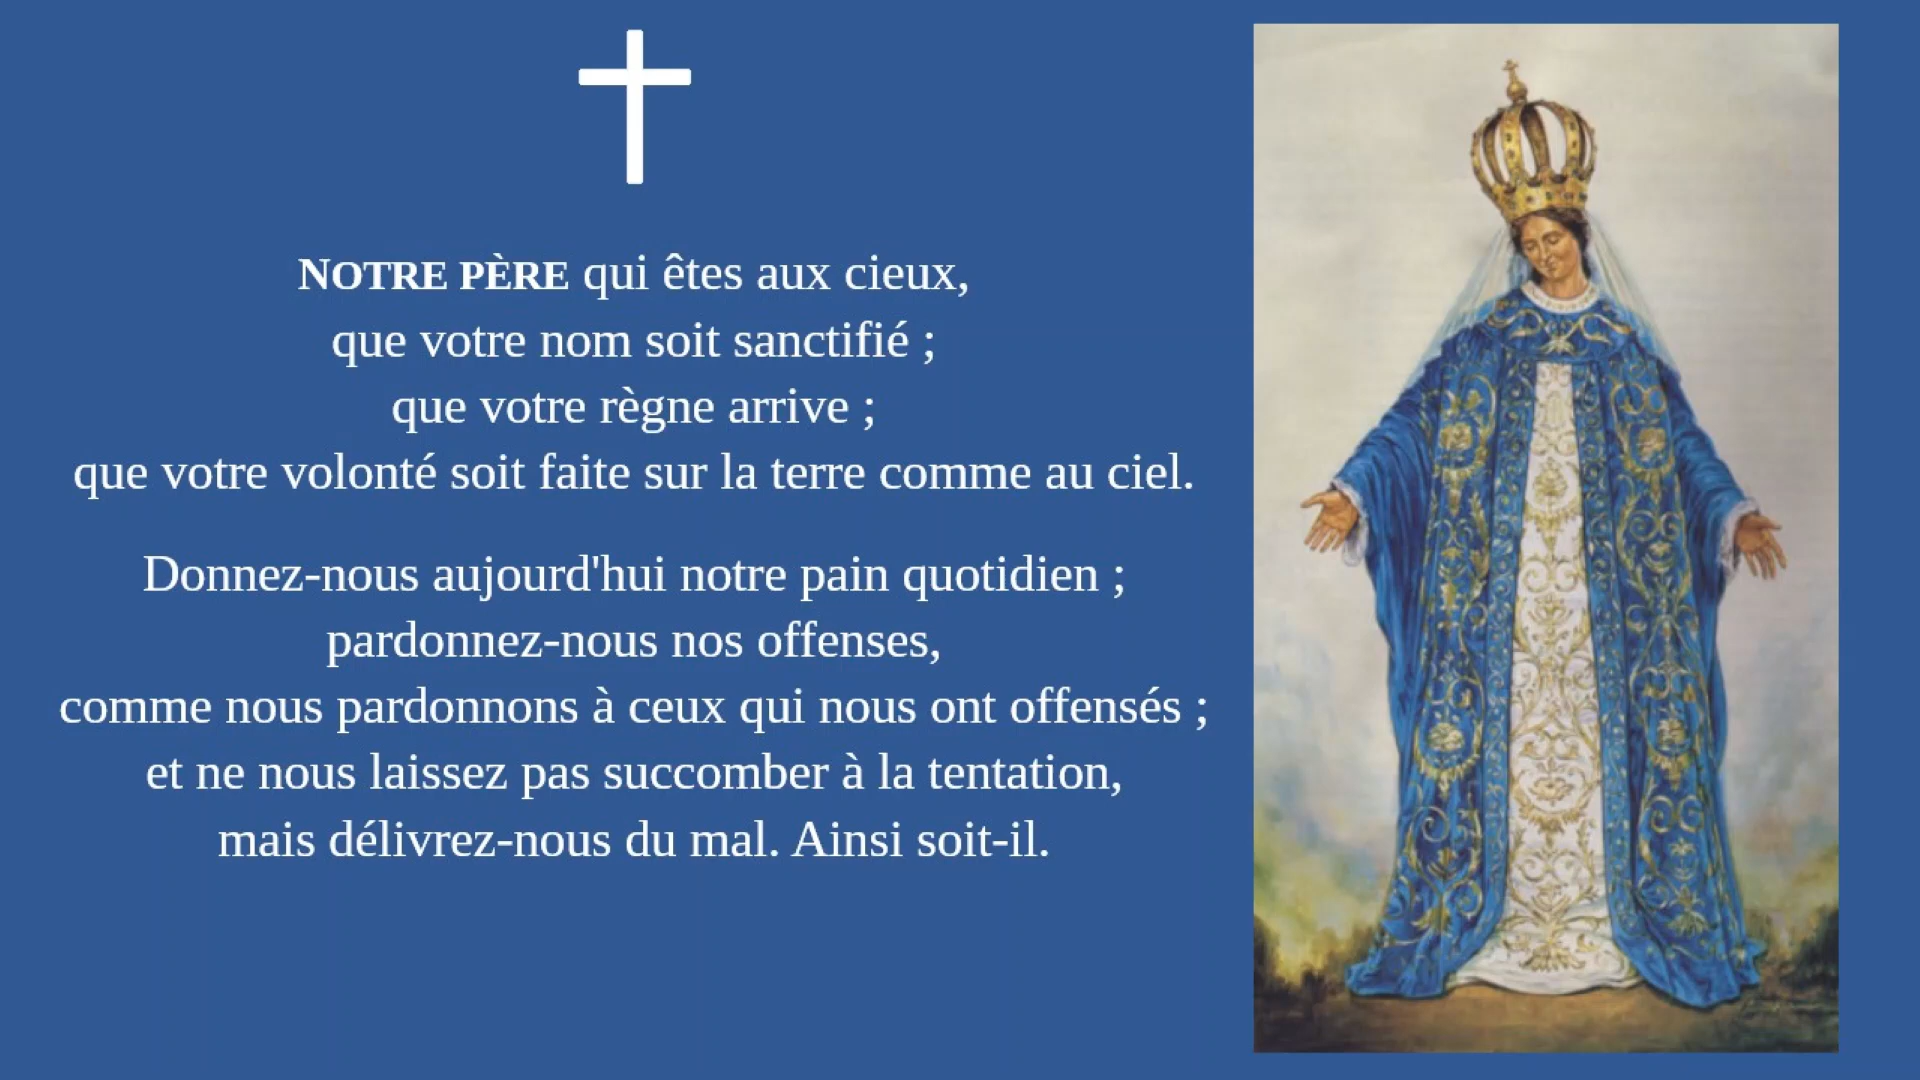 NOTRE PÈRE qui êtes aux cieux,
que votre nom soit sanctifié ;
que votre règne arrive ;
que votre volonté soit faite sur la terre comme au ciel.
Donnez-nous aujourd'hui notre pain quotidien ;
pardonnez-nous nos offenses,
comme nous pardonnons à ceux qui nous ont offensés ;
et ne nous laissez pas succomber à la tentation,
mais délivrez-nous du mal. Ainsi soit-il.